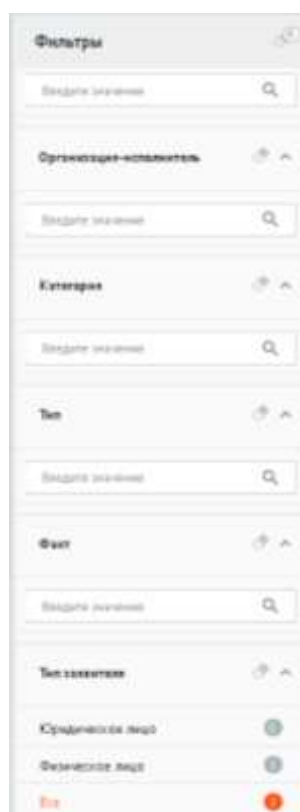 Фильтры
Введите значение
Организация-исполнитель
Введите значение
Категория
Введите значение
Тип
Введите значение
Факт
Введите значение
Тип заявителя
Юридическое лицо
Физическое лицо
Все